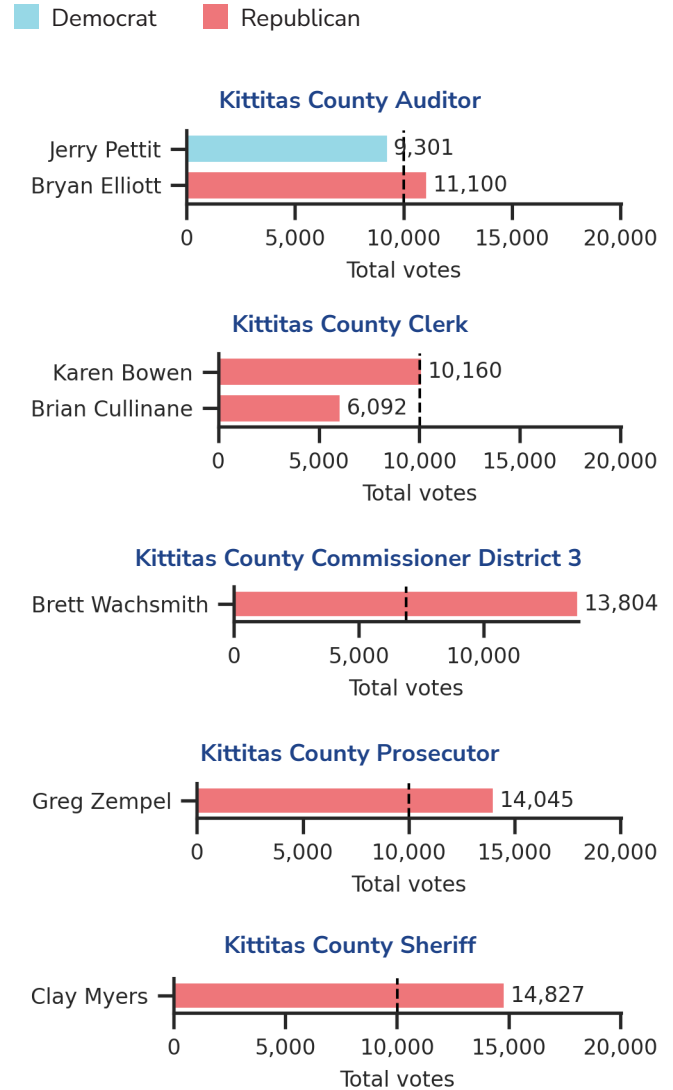 Democrat Republican
Kittitas County Auditor
Jerry Pettit 9,301
Bryan Elliott 11,100
0 5,000 10,000 15,000 20,000
Total votes
Kittitas County Clerk
Karen Bowen 10,160
Brian Cullinane 6,092
0 5,000 10,000 15,000 20,000
Total votes
Kittitas County Commissioner District 3
Brett Wachsmith 13,804
0 5,000 10,000
Total votes
Kittitas County Prosecutor
Greg Zempel 14,045
0 5,000 10,000 15,000 20,000
Total votes
Kittitas County Sheriff
Clay Myers 14,827
0 5,000 10,000 15,000 20,000
Total votes